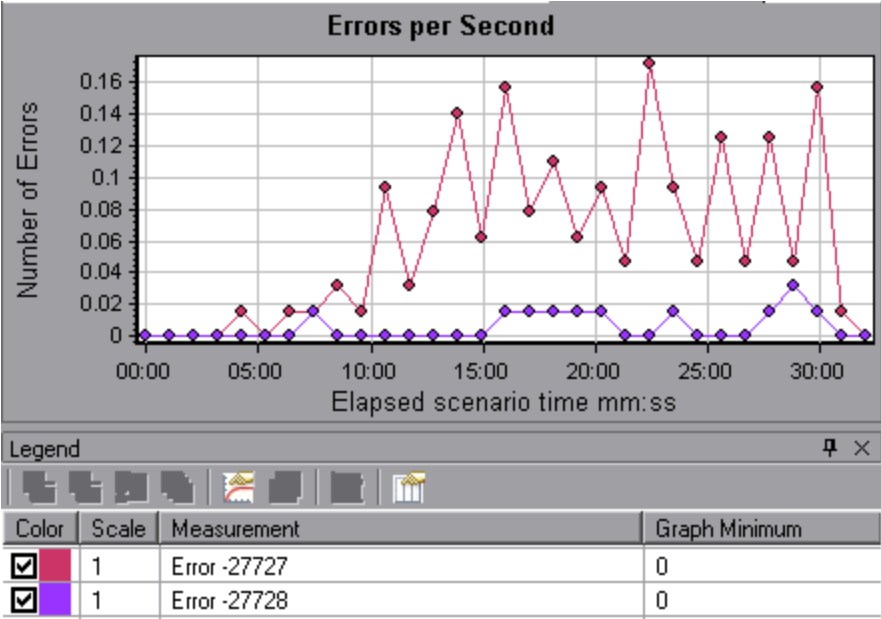 Errors per Second
Number of Errors
0.16
0.14
0.12
0.1
0.08
0.06
0.04
0.02
0
00:00 05:00 10:00 15:00 20:00 25:00 30:00
Elapsed scenario time mm:ss
Legend
Color Scale Measurement Graph Minimum
1 Error -27727 0
1 Error -27728 0